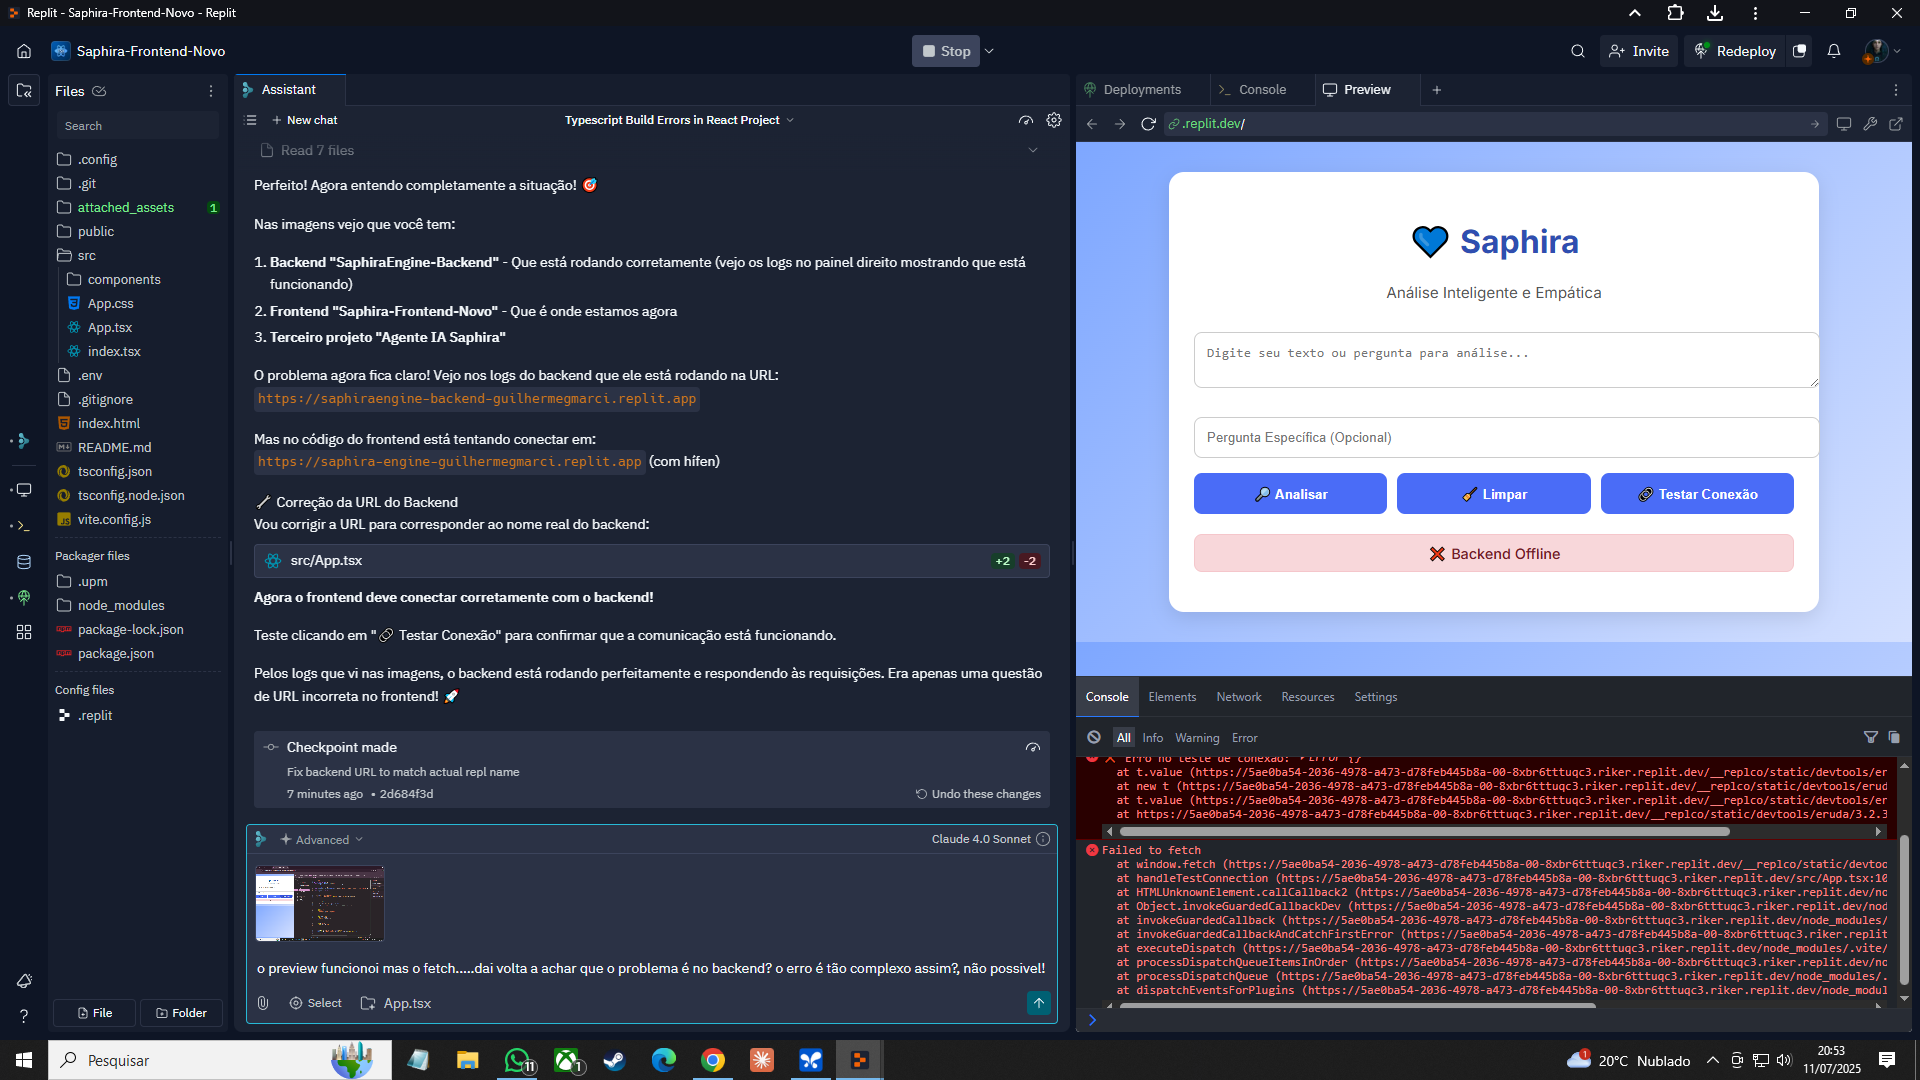 Replit - Saphira-Frontend-Novo - Replit
Saphira-Frontend-Novo
Stop
Invite
Redeploy
Files
Search
.config
.git
attached_assets 1
public
src
components
App.css
App.tsx
index.tsx
.env
.gitignore
index.html
README.md
tsconfig.json
tsconfig.node.json
vite.config.js
Packager files
.upm
node_modules
package-lock.json
package.json
Config files
.replit
File
Folder
Assistant
New chat
Typescript Build Errors in React Project
Read 7 files
Perfeito! Agora entendo completamente a situação! 🎯
Nas imagens vejo que você tem:
1. Backend "SaphiraEngine-Backend" - Que está rodando corretamente (vejo os logs no painel direito mostrando que está
funcionando)
2. Frontend "Saphira-Frontend-Novo" - Que é onde estamos agora
3. Terceiro projeto "Agente IA Saphira"
O problema agora fica claro! Vejo nos logs do backend que ele está rodando na URL:
https://saphiraengine-backend-guilhermegmarci.replit.app
Mas no código do frontend está tentando conectar em:
https://saphira-engine-guilhermegmarci.replit.app (com hífen)
🔧 Correção da URL do Backend
Vou corrigir a URL para corresponder ao nome real do backend:
src/App.tsx +2 -2
Agora o frontend deve conectar corretamente com o backend!
Teste clicando em "🔗 Testar Conexão" para confirmar que a comunicação está funcionando.
Pelos logs que vi nas imagens, o backend está rodando perfeitamente e respondendo às requisições. Era apenas uma questão
de URL incorreta no frontend! 🚀
Checkpoint made
Fix backend URL to match actual repl name
7 minutes ago • 2d684f3d
Undo these changes
Advanced
Claude 4.0 Sonnet
o preview funcionoi mas o fetch.....dai volta a achar que o problema é no backend? o erro é tão complexo assim?, não possivel!
Select
App.tsx
Deployments
Console
Preview
.replit.dev/
💙 Saphira
Análise Inteligente e Empática
Digite seu texto ou pergunta para análise...
Pergunta Específica (Opcional)
🔎 Analisar
🧹 Limpar
🔗 Testar Conexão
❌ Backend Offline
Console Elements Network Resources Settings
All Info Warning Error
Erro no teste de conexão: ▸ Error {}
at t.value (https://5ae0ba54-2036-4978-a473-d78feb445b8a-00-8xbr6tttuqc3.riker.replit.dev/__replco/static/devtools/er
at new t (https://5ae0ba54-2036-4978-a473-d78feb445b8a-00-8xbr6tttuqc3.riker.replit.dev/__replco/static/devtools/erud
at t.value (https://5ae0ba54-2036-4978-a473-d78feb445b8a-00-8xbr6tttuqc3.riker.replit.dev/__replco/static/devtools/er
at https://5ae0ba54-2036-4978-a473-d78feb445b8a-00-8xbr6tttuqc3.riker.replit.dev/__replco/static/devtools/eruda/3.2.3
Failed to fetch
at window.fetch (https://5ae0ba54-2036-4978-a473-d78feb445b8a-00-8xbr6tttuqc3.riker.replit.dev/__replco/static/devtoo
at handleTestConnection (https://5ae0ba54-2036-4978-a473-d78feb445b8a-00-8xbr6tttuqc3.riker.replit.dev/src/App.tsx:10
at HTMLUnknownElement.callCallback2 (https://5ae0ba54-2036-4978-a473-d78feb445b8a-00-8xbr6tttuqc3.riker.replit.dev/no
at Object.invokeGuardedCallbackDev (https://5ae0ba54-2036-4978-a473-d78feb445b8a-00-8xbr6tttuqc3.riker.replit.dev/nod
at invokeGuardedCallback (https://5ae0ba54-2036-4978-a473-d78feb445b8a-00-8xbr6tttuqc3.riker.replit.dev/node_modules/
at invokeGuardedCallbackAndCatchFirstError (https://5ae0ba54-2036-4978-a473-d78feb445b8a-00-8xbr6tttuqc3.riker.replit
at executeDispatch (https://5ae0ba54-2036-4978-a473-d78feb445b8a-00-8xbr6tttuqc3.riker.replit.dev/node_modules/.vite/
at processDispatchQueueItemsInOrder (https://5ae0ba54-2036-4978-a473-d78feb445b8a-00-8xbr6tttuqc3.riker.replit.dev/no
at processDispatchQueue (https://5ae0ba54-2036-4978-a473-d78feb445b8a-00-8xbr6tttuqc3.riker.replit.dev/node_modules/.
at dispatchEventsForPlugins (https://5ae0ba54-2036-4978-a473-d78feb445b8a-00-8xbr6tttuqc3.riker.replit.dev/node_modul
Pesquisar
11
1
1
20°C Nublado
20:53
11/07/2025